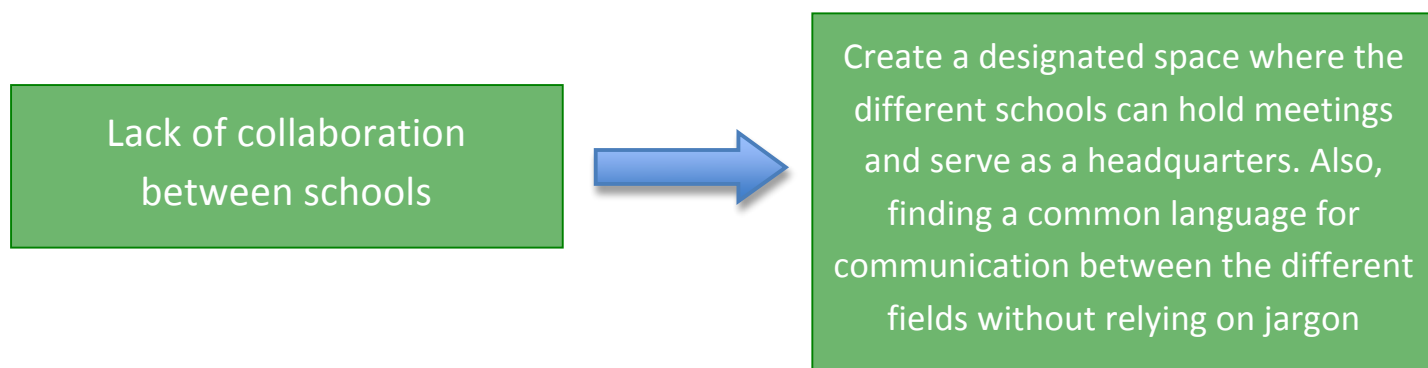 Lack of collaboration
between schools
Create a designated space where the
different schools can hold meetings
and serve as a headquarters. Also,
finding a common language for
communication between the different
fields without relying on jargon